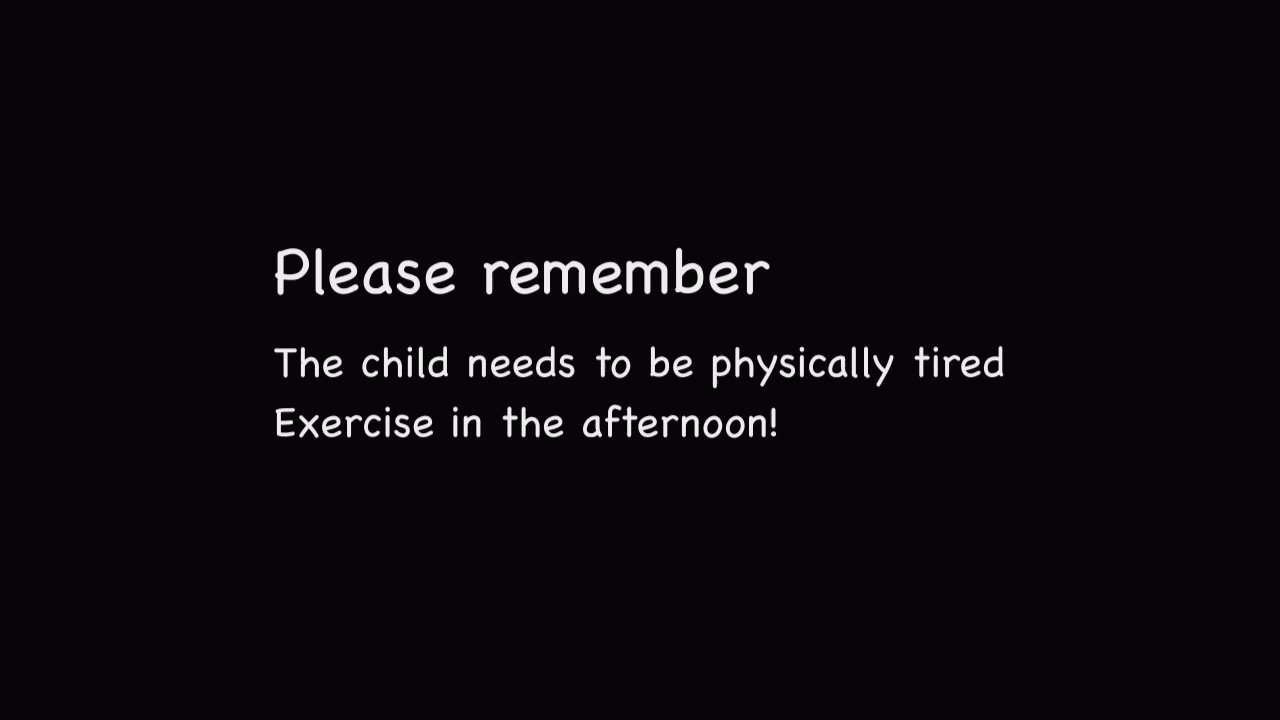 Please remember
The child needs to be physically tired
Exercise in the afternoon!